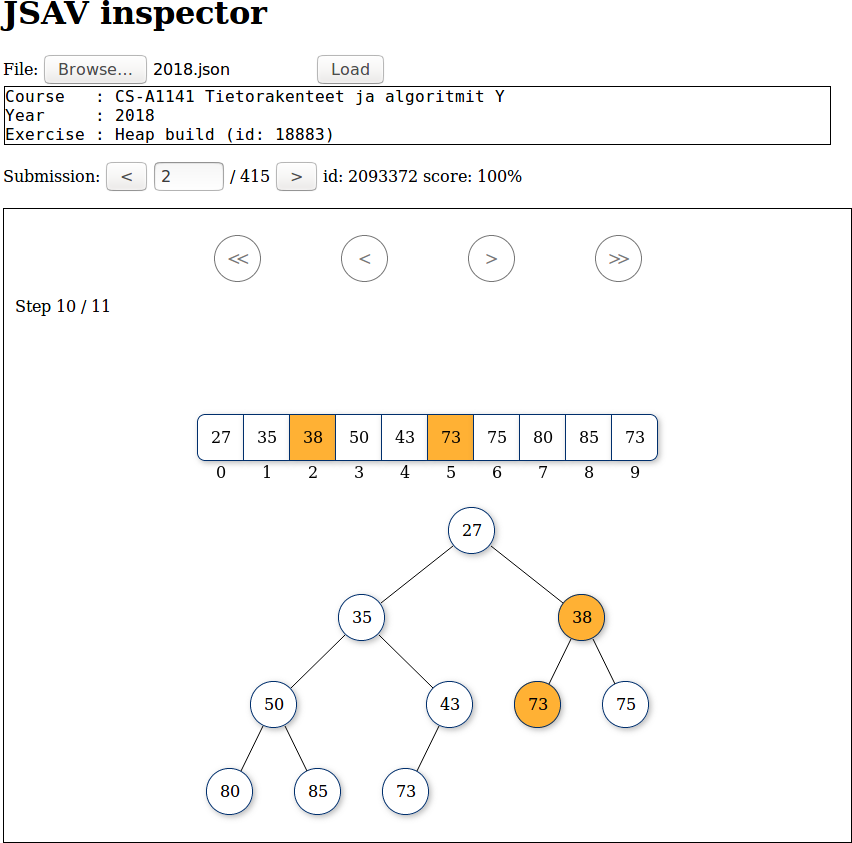 JSAV inspector
File: Browse... 2018.json Load
Course : CS-A1141 Tietorakenteet ja algoritmit Y
Year : 2018
Exercise : Heap build (id: 18883)
Submission: < 2 / 415 > id: 2093372 score: 100%
<< < > >>
Step 10 / 11
27 35 38 50 43 73 75 80 85 73
0 1 2 3 4 5 6 7 8 9
27
35 38
50 43 73 75
80 85 73